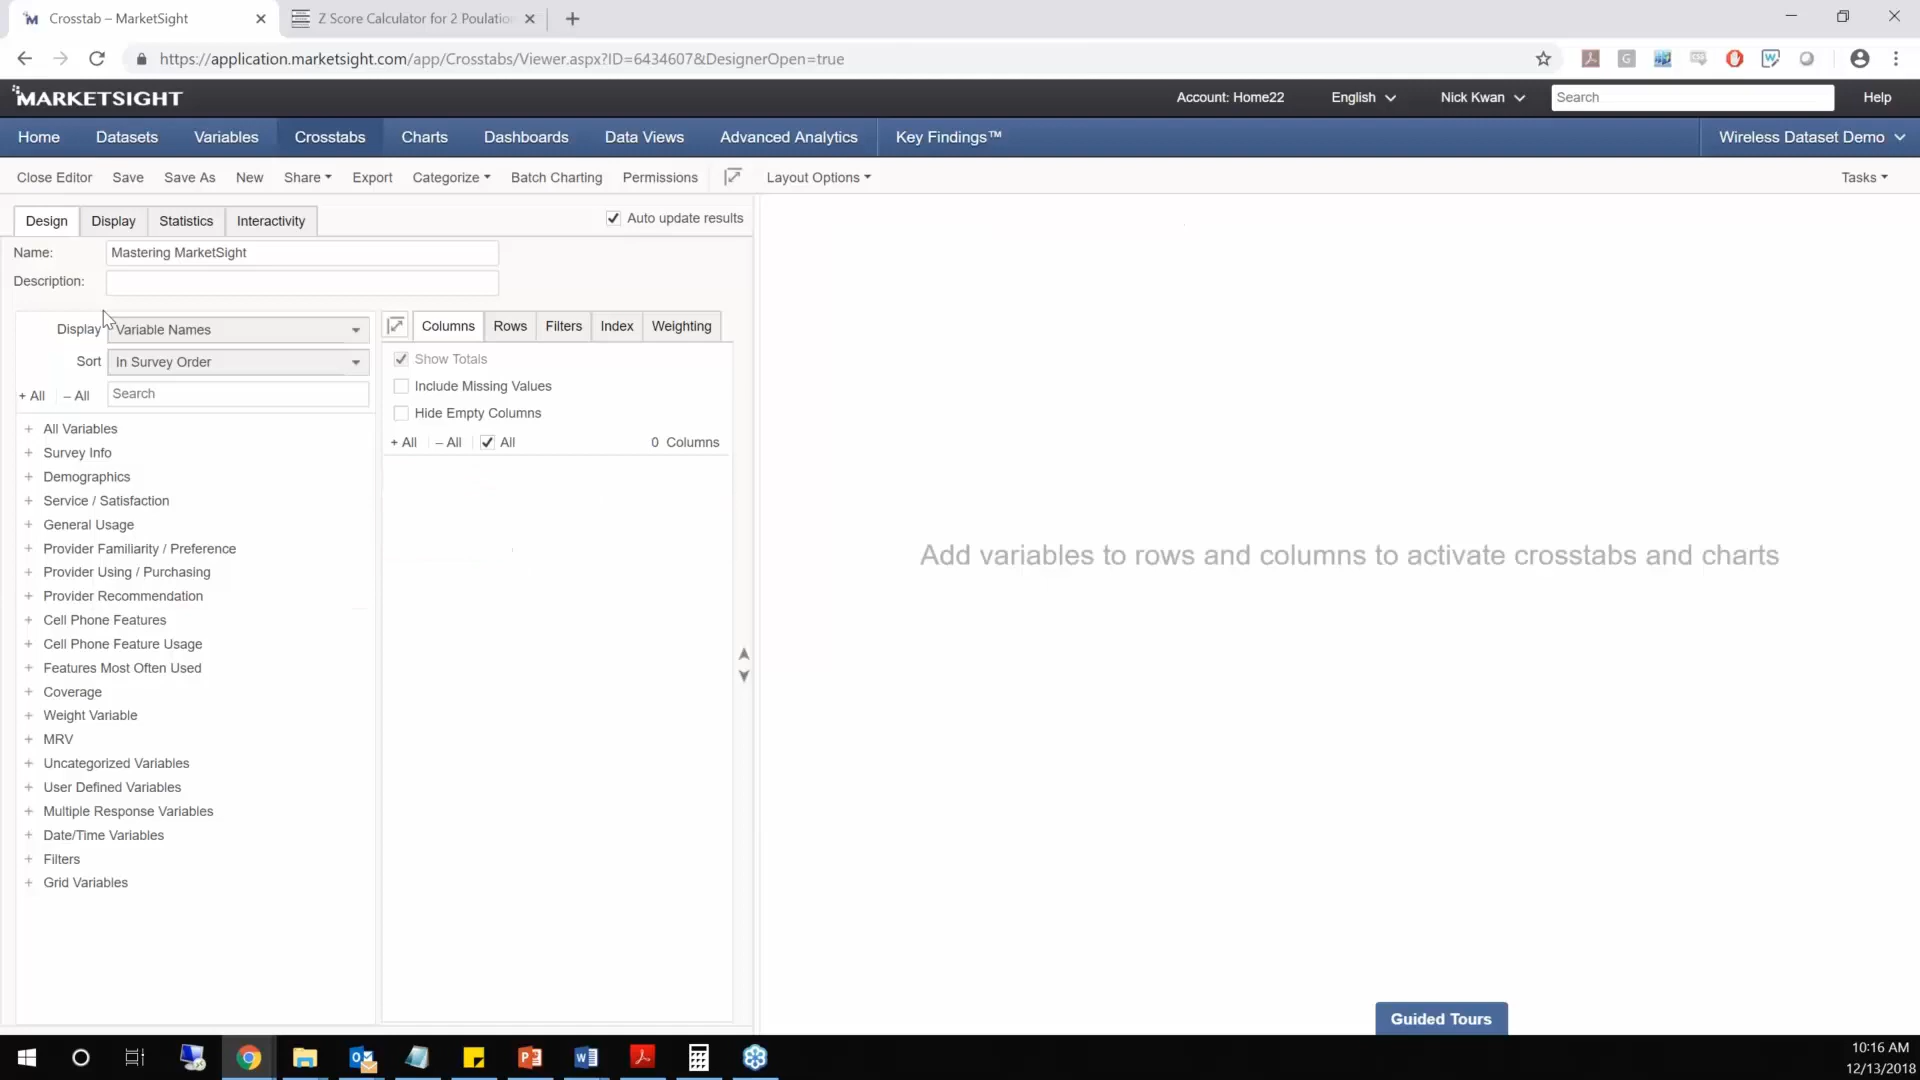 Crosstab – MarketSight
Z Score Calculator for 2 Poulation
https://application.marketsight.com/app/Crosstabs/Viewer.aspx?ID=6434607&DesignerOpen=true
MARKETSIGHT
Account: Home22
English
Nick Kwan
Search
Help
Home
Datasets
Variables
Crosstabs
Charts
Dashboards
Data Views
Advanced Analytics
Key Findings™
Wireless Dataset Demo
Close Editor
Save
Save As
New
Share
Export
Categorize
Batch Charting
Permissions
Layout Options
Tasks
Design
Display
Statistics
Interactivity
Auto update results
Name:
Mastering MarketSight
Description:
Display
Variable Names
Sort
In Survey Order
+ All
– All
Search
+ All Variables
+ Survey Info
+ Demographics
+ Service / Satisfaction
+ General Usage
+ Provider Familiarity / Preference
+ Provider Using / Purchasing
+ Provider Recommendation
+ Cell Phone Features
+ Cell Phone Feature Usage
+ Features Most Often Used
+ Coverage
+ Weight Variable
+ MRV
+ Uncategorized Variables
+ User Defined Variables
+ Multiple Response Variables
+ Date/Time Variables
+ Filters
+ Grid Variables
Columns
Rows
Filters
Index
Weighting
Show Totals
Include Missing Values
Hide Empty Columns
+ All
– All
All
0 Columns
Add variables to rows and columns to activate crosstabs and charts
Guided Tours
10:16 AM
12/13/2018